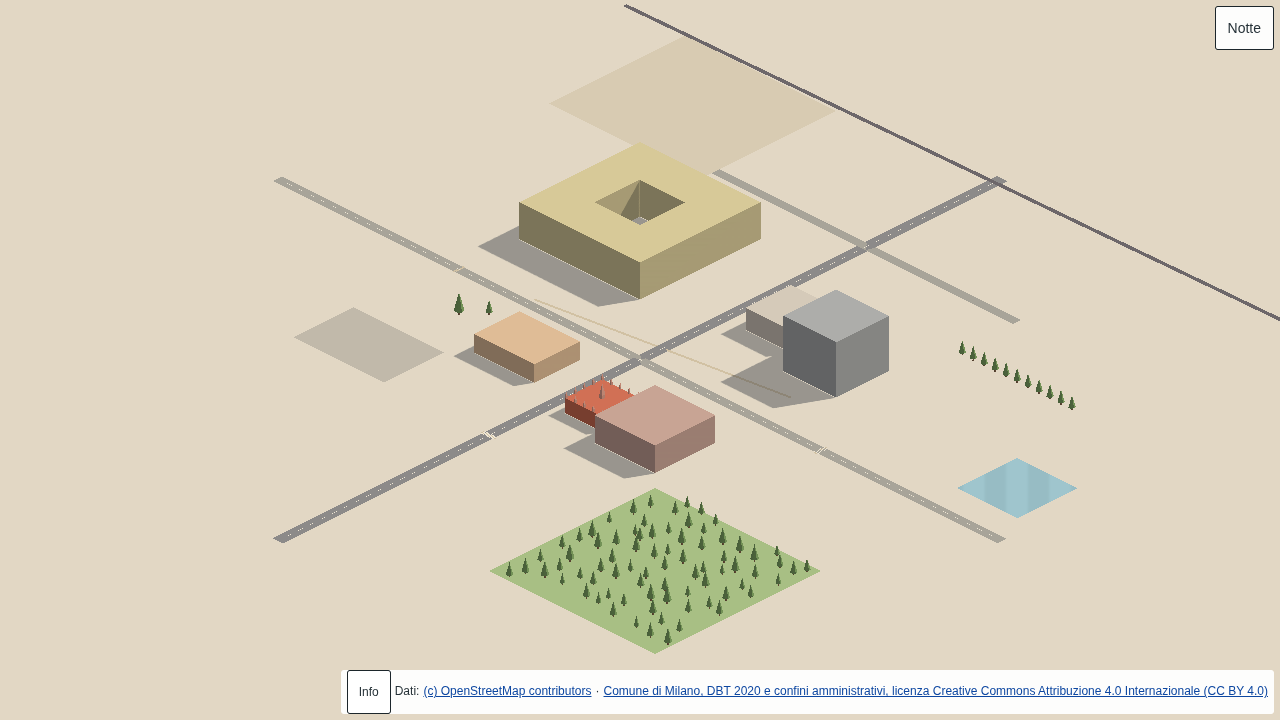 Notte
Info Dati: (c) OpenStreetMap contributors · Comune di Milano, DBT 2020 e confini amministrativi, licenza Creative Commons Attribuzione 4.0 Internazionale (CC BY 4.0)